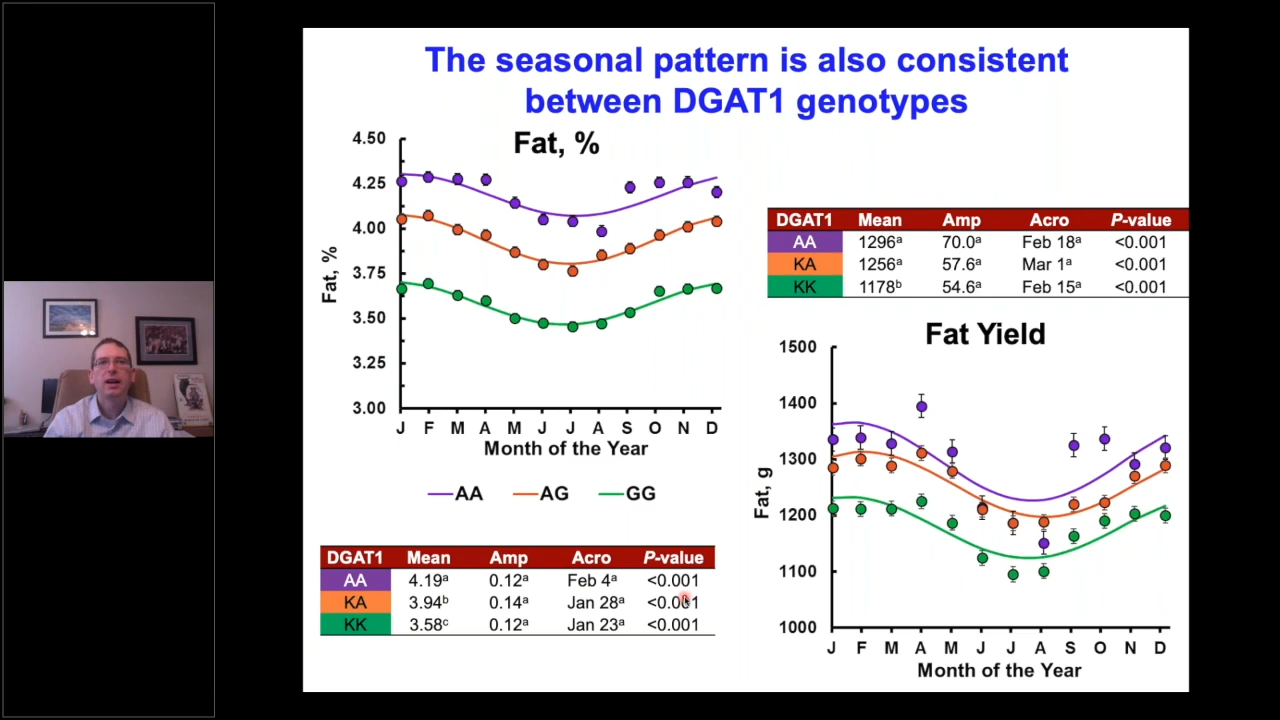 The seasonal pattern is also consistent
between DGAT1 genotypes
Fat, %
4.50
4.25
4.00
3.75
3.50
3.25
3.00
Fat, %
J F M A M J J A S O N D
Month of the Year
AA AG GG
DGAT1 Mean Amp Acro P-value
AA 4.19ᵃ 0.12ᵃ Feb 4ᵃ <0.001
KA 3.94ᵇ 0.14ᵃ Jan 28ᵃ <0.001
KK 3.58ᶜ 0.12ᵃ Jan 23ᵃ <0.001
DGAT1 Mean Amp Acro P-value
AA 1296ᵃ 70.0ᵃ Feb 18ᵃ <0.001
KA 1256ᵃ 57.6ᵃ Mar 1ᵃ <0.001
KK 1178ᵇ 54.6ᵃ Feb 15ᵃ <0.001
Fat Yield
1500
1400
1300
1200
1100
1000
Fat, g
J F M A M J J A S O N D
Month of the Year